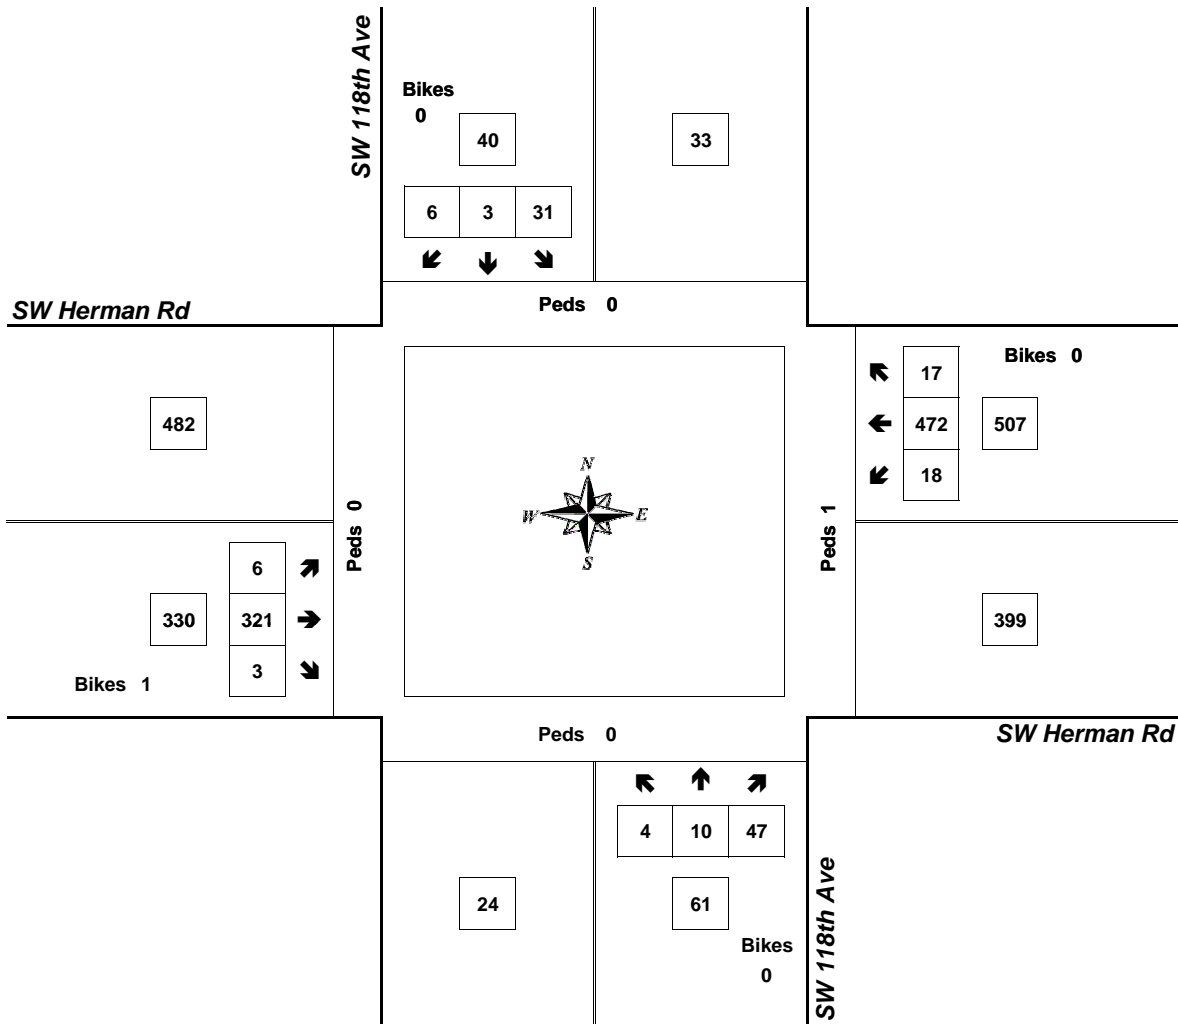 SW 118th Ave
Bikes
0
40
33
6 3 31
SW Herman Rd
Peds 0
17
Bikes 0
482
472 507
18
N
W E
S
Peds 0
Peds 1
6
330 321
3
Bikes 1
399
Peds 0
SW Herman Rd
4 10 47
24
61
Bikes
0
SW 118th Ave